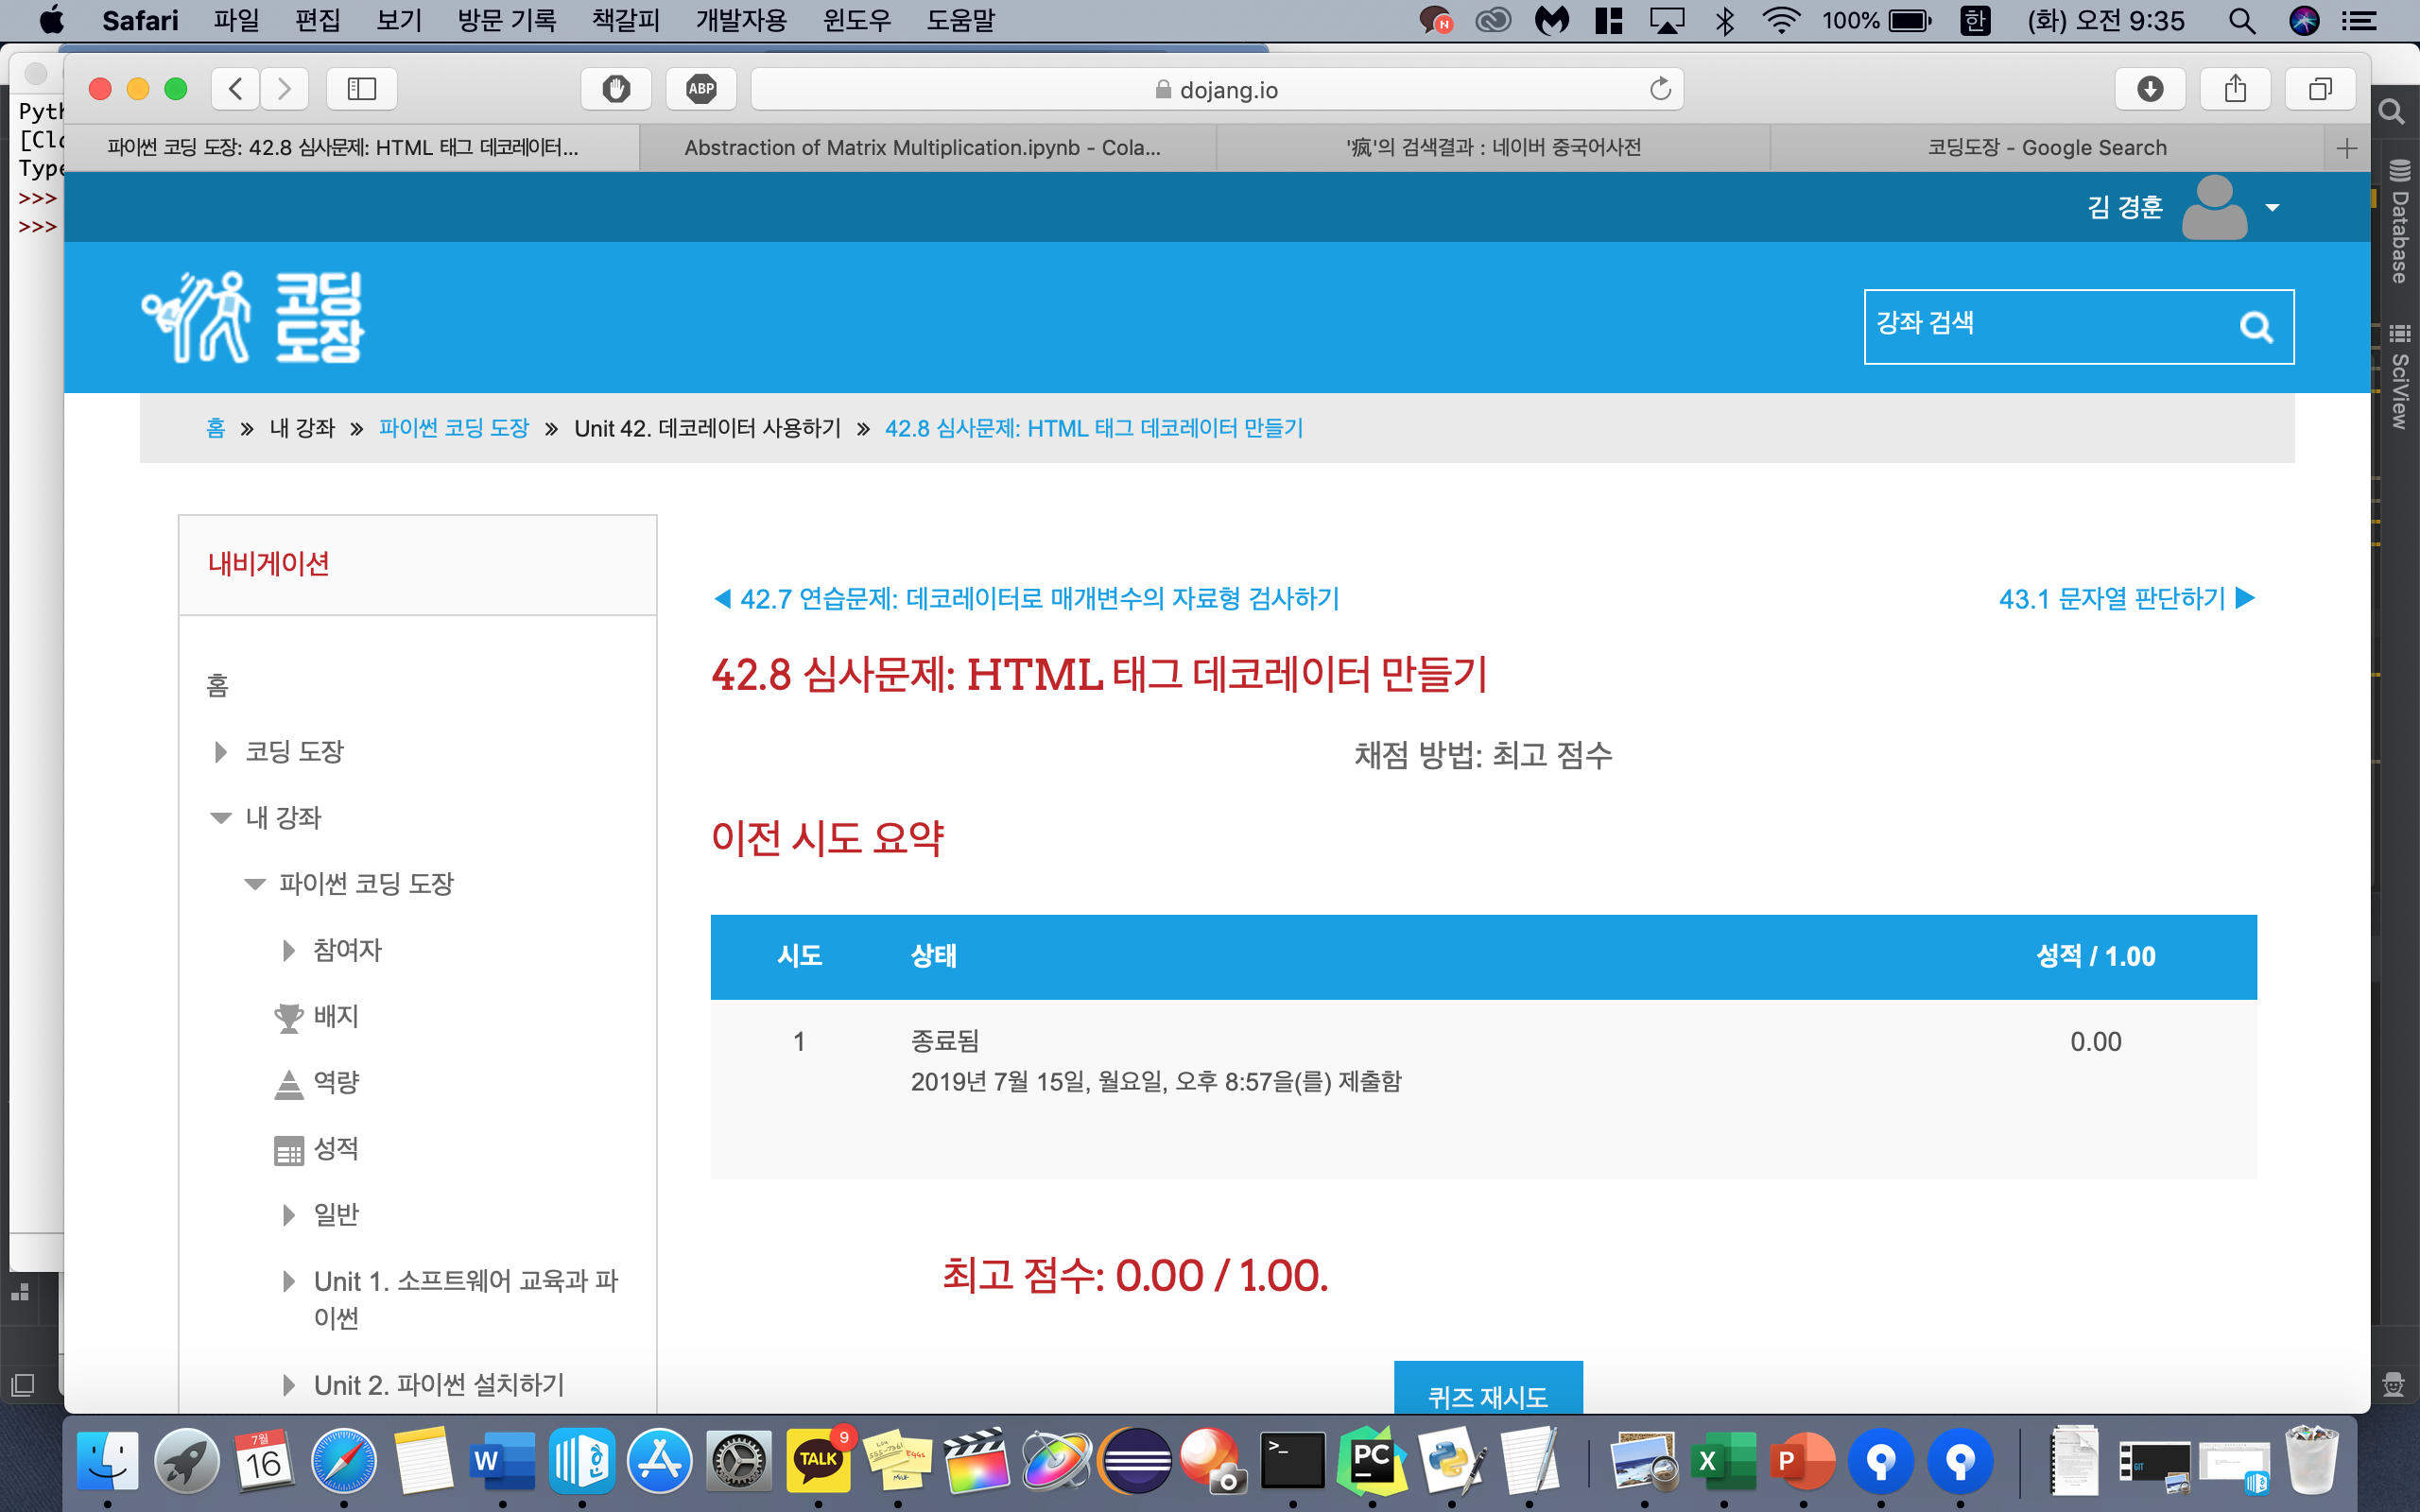 Safari 파일 편집 보기 방문 기록 책갈피 개발자용 윈도우 도움말 100% 한 (화) 오전 9:35
dojang.io
ABP
파이썬 코딩 도장: 42.8 심사문제: HTML 태그 데코레이터... Abstraction of Matrix Multiplication.ipynb - Cola... '疯'의 검색결과 : 네이버 중국어사전 코딩도장 - Google Search
[Clo
Type
>>>
>>>
Database
SciView
김 경훈
코딩
도장
강좌 검색
홈 » 내 강좌 » 파이썬 코딩 도장 » Unit 42. 데코레이터 사용하기 » 42.8 심사문제: HTML 태그 데코레이터 만들기
내비게이션
홈
코딩 도장
내 강좌
파이썬 코딩 도장
참여자
배지
역량
성적
일반
Unit 1. 소프트웨어 교육과 파
이썬
Unit 2. 파이썬 설치하기
◀ 42.7 연습문제: 데코레이터로 매개변수의 자료형 검사하기
43.1 문자열 판단하기 ▶
42.8 심사문제: HTML 태그 데코레이터 만들기
채점 방법: 최고 점수
이전 시도 요약
시도 상태 성적 / 1.00
1 종료됨 0.00
2019년 7월 15일, 월요일, 오후 8:57을(를) 제출함
최고 점수: 0.00 / 1.00.
퀴즈 재시도
7월
16
W
TALK
9
PC
X
P
GIT